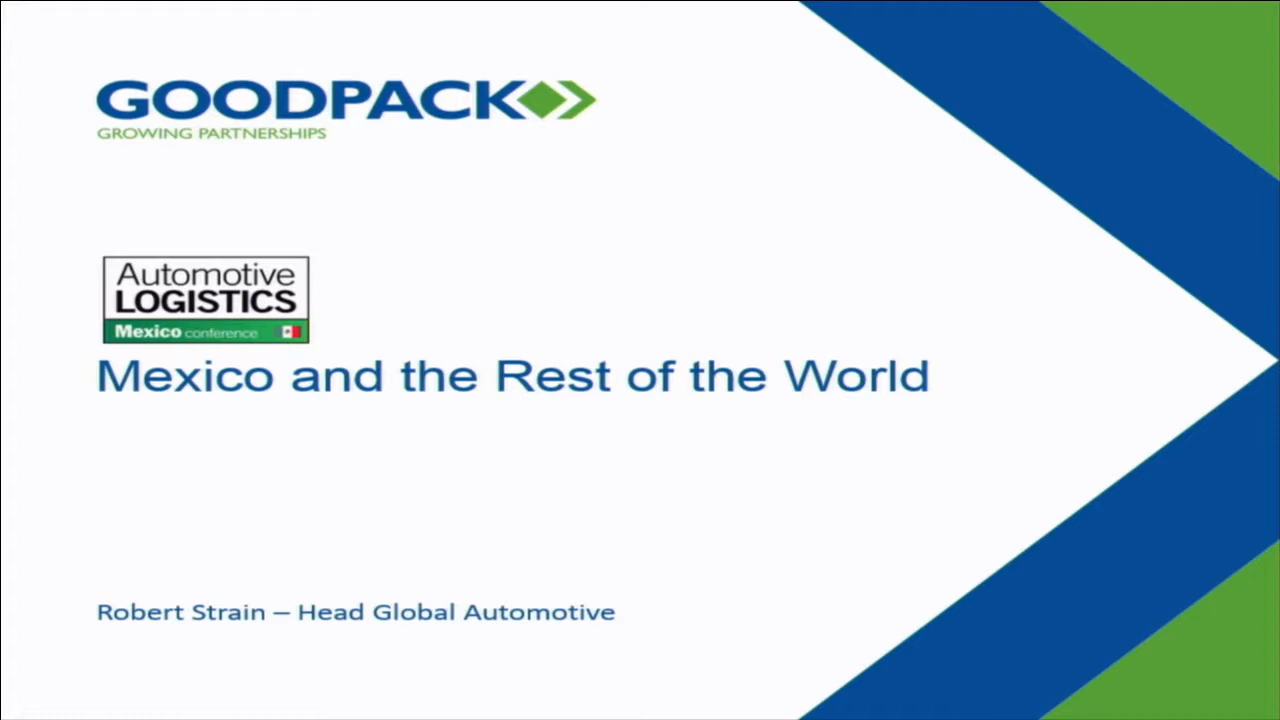 GOODPACK
GROWING PARTNERSHIPS
Automotive
LOGISTICS
Mexico conference
Mexico and the Rest of the World
Robert Strain – Head Global Automotive